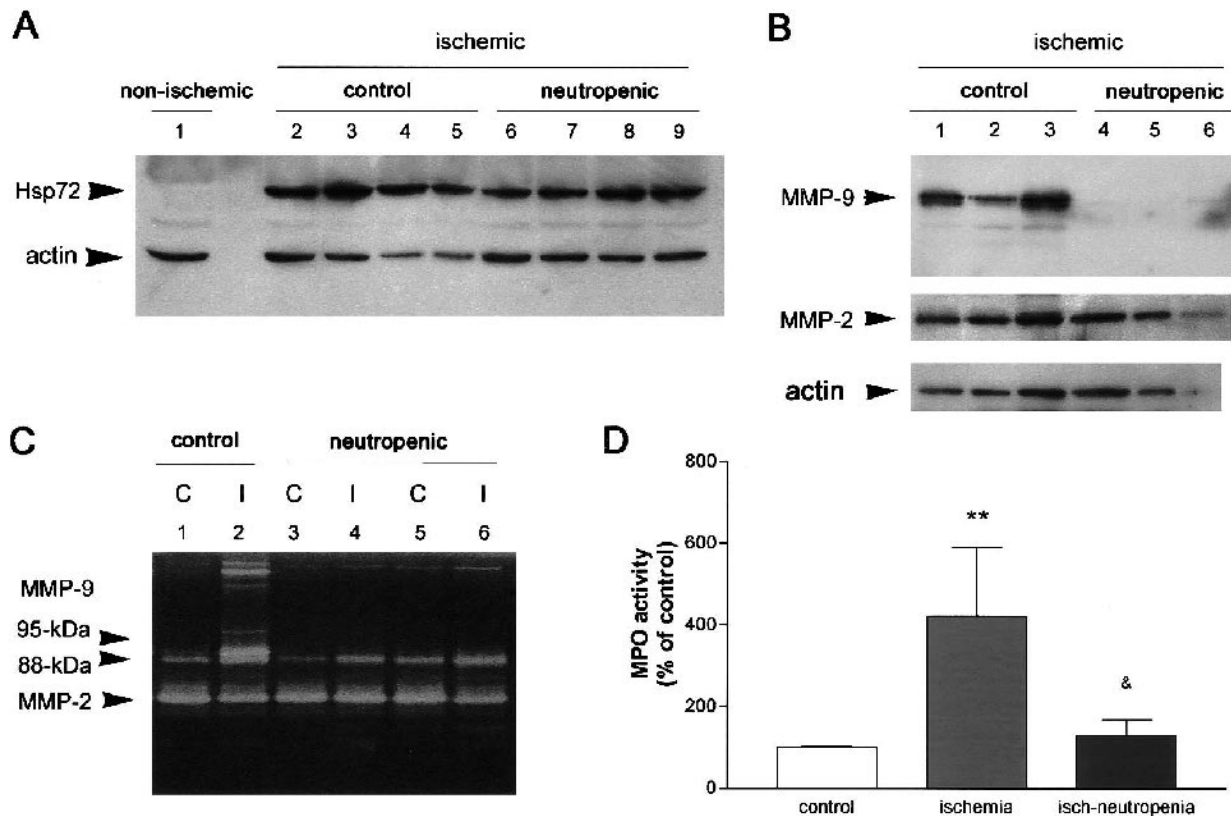 A
ischemic
non-ischemic control neutropenic
1 2 3 4 5 6 7 8 9
Hsp72
actin
B
ischemic
control neutropenic
1 2 3 4 5 6
MMP-9
MMP-2
actin
C
control neutropenic
C I C I C I
1 2 3 4 5 6
MMP-9
95-kDa
88-kDa
MMP-2
D
MPO activity
(% of control)
800
600
400
200
0
**
&
control ischemia isch-neutropenia